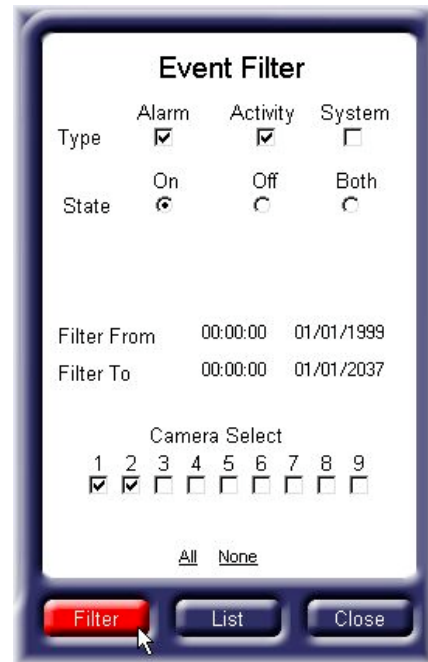 Event Filter
Alarm Activity System
Type
On Off Both
State
Filter From 00:00:00 01/01/1999
Filter To 00:00:00 01/01/2037
Camera Select
1 2 3 4 5 6 7 8 9
All None
Filter List Close